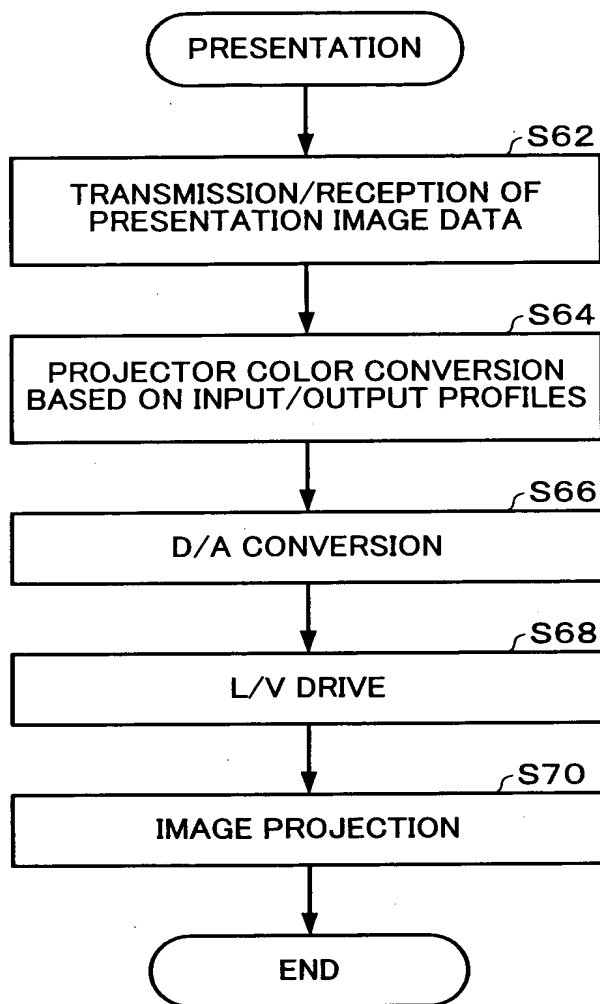 PRESENTATION
S62
TRANSMISSION/RECEPTION OF
PRESENTATION IMAGE DATA
S64
PROJECTOR COLOR CONVERSION
BASED ON INPUT/OUTPUT PROFILES
S66
D/A CONVERSION
S68
L/V DRIVE
S70
IMAGE PROJECTION
END